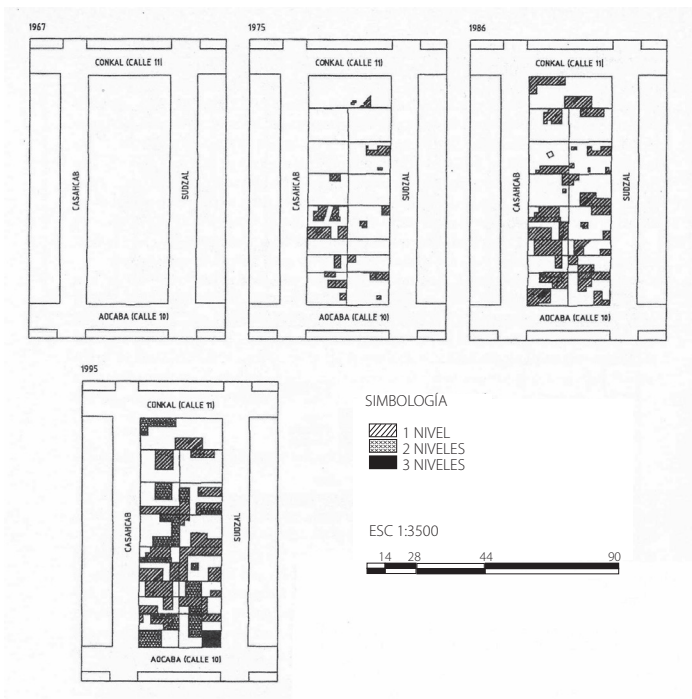 1967
CONKAL (CALLE 11)
CASAHCAB
SUDZAL
AOCABA (CALLE 10)
1975
CONKAL (CALLE 11)
CASAHCAB
SUDZAL
AOCABA (CALLE 10)
1986
CONKAL (CALLE 11)
CASAHCAB
SUDZAL
AOCABA (CALLE 10)
1995
CONKAL (CALLE 11)
CASAHCAB
SUDZAL
AOCABA (CALLE 10)
SIMBOLOGÍA
1 NIVEL
2 NIVELES
3 NIVELES
ESC 1:3500
14 28 44 90